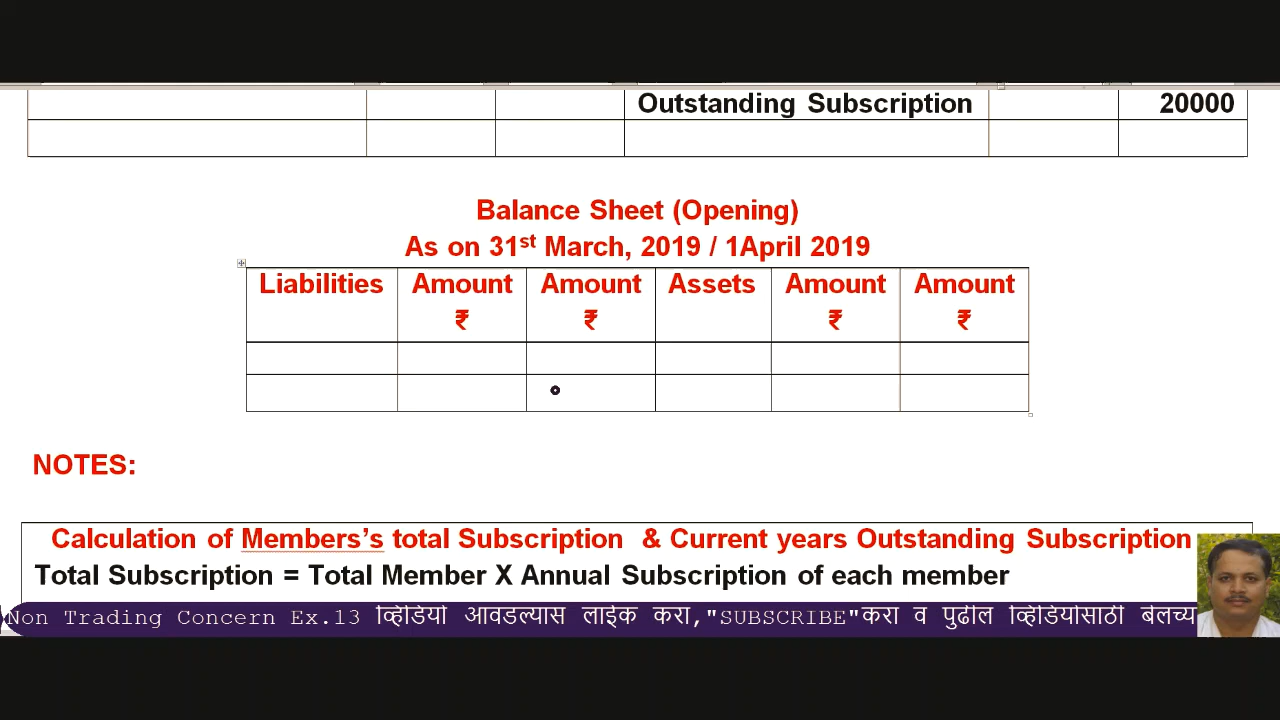 Outstanding Subscription 20000
Balance Sheet (Opening)
As on 31st March, 2019 / 1April 2019
Liabilities Amount Amount Assets Amount Amount
₹ ₹ ₹ ₹
NOTES:
Calculation of Members’s total Subscription & Current years Outstanding Subscription
Total Subscription = Total Member X Annual Subscription of each member
Non Trading Concern Ex.13 व्हिडियो आवडल्यास लाईक करा,"SUBSCRIBE"करा व पुढील व्हिडियोसाठी बेलच्य